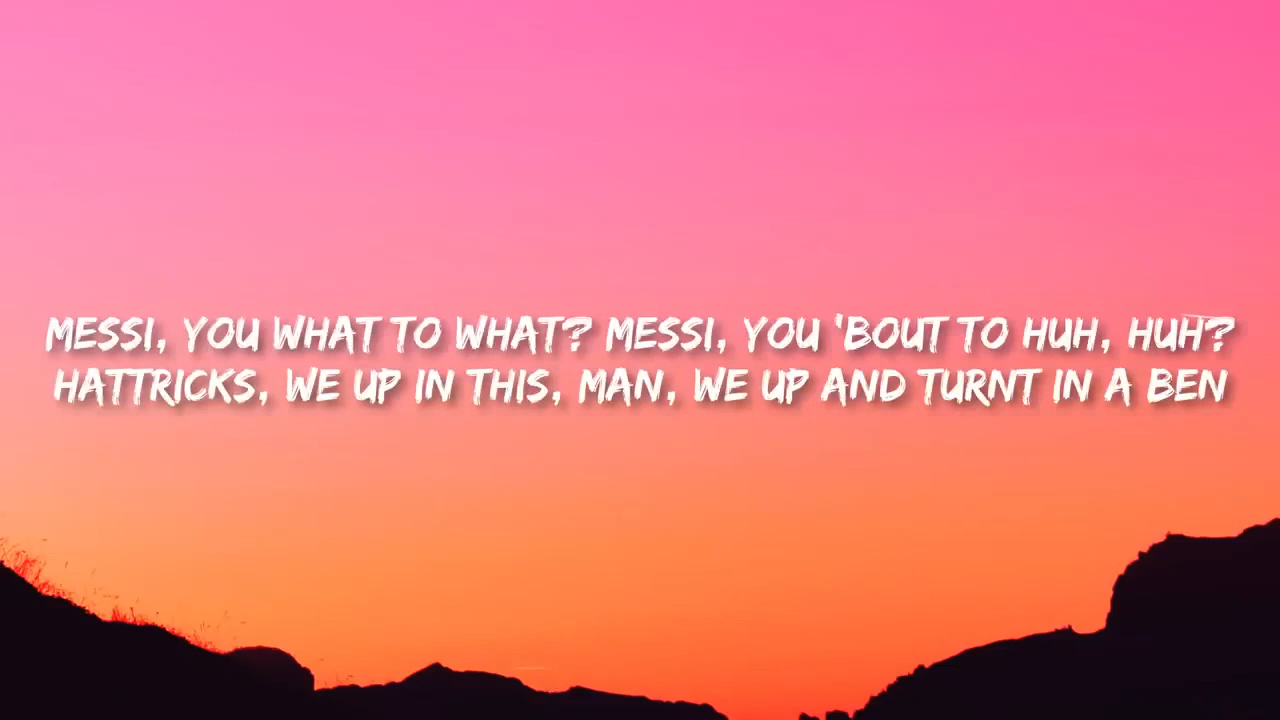 MESSI, YOU WHAT TO WHAT? MESSI, YOU 'BOUT TO HUH, HUH?
HATTRICKS, WE UP IN THIS, MAN, WE UP AND TURNT IN A BEN